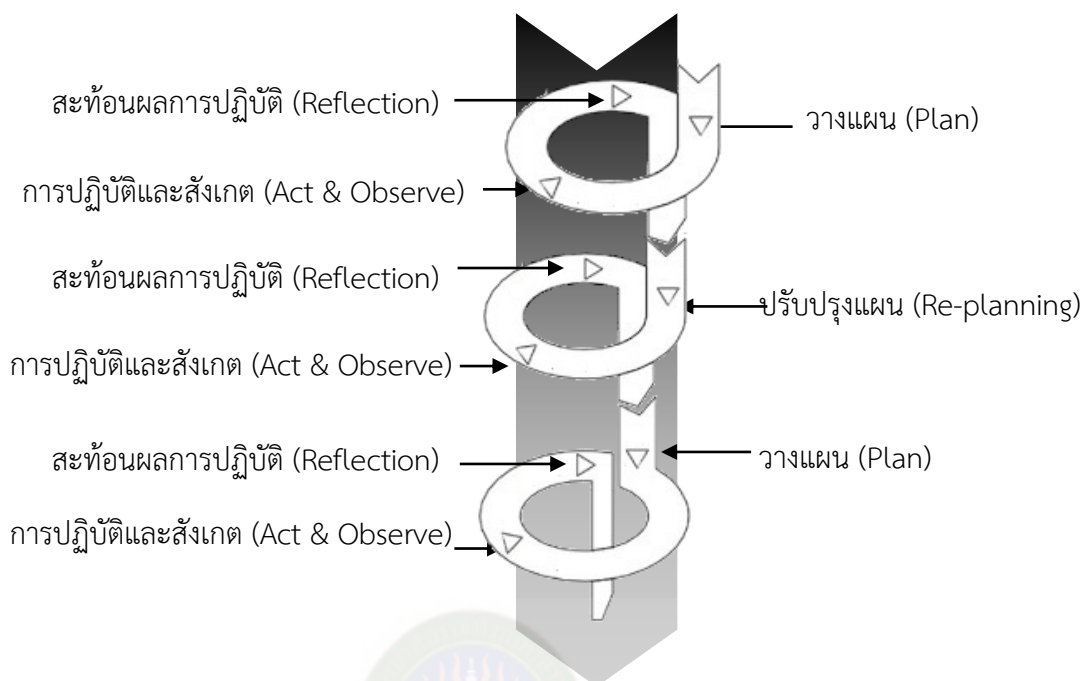 สะท้อนผลการปฏิบัติ (Reflection)
วางแผน (Plan)
การปฏิบัติและสังเกต (Act & Observe)
สะท้อนผลการปฏิบัติ (Reflection)
ปรับปรุงแผน (Re-planning)
การปฏิบัติและสังเกต (Act & Observe)
สะท้อนผลการปฏิบัติ (Reflection)
วางแผน (Plan)
การปฏิบัติและสังเกต (Act & Observe)